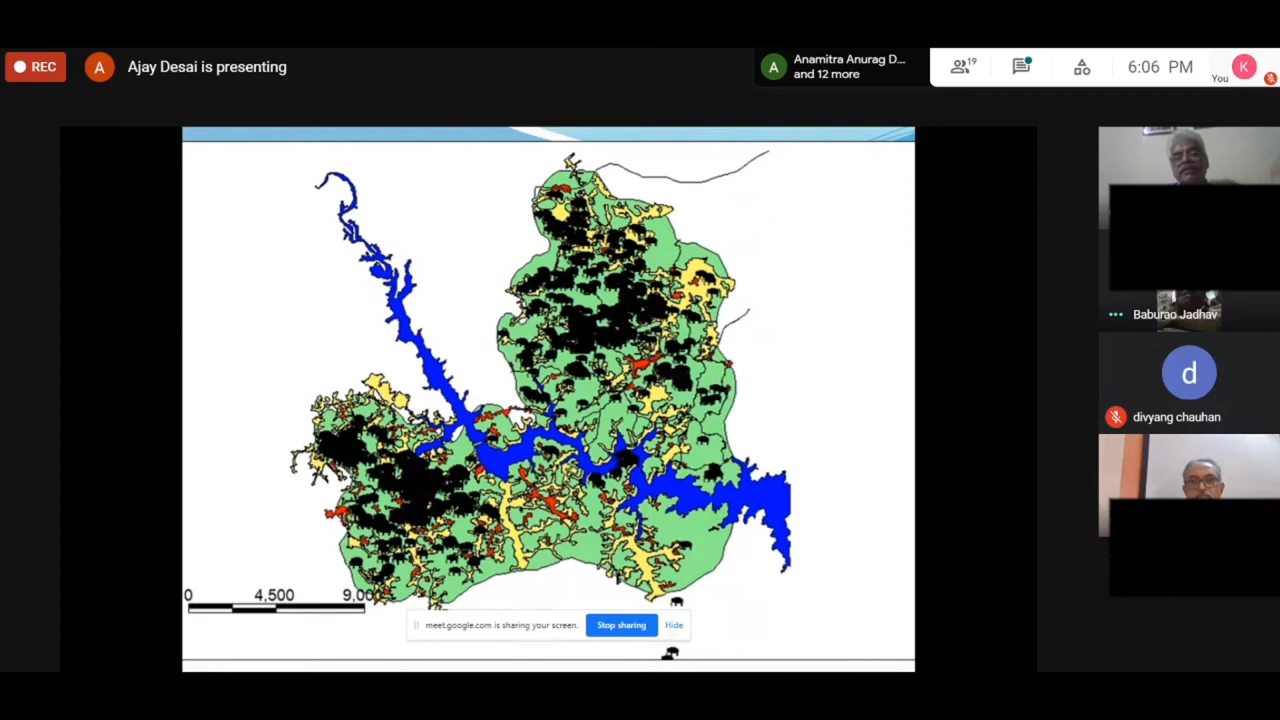 REC
A
Ajay Desai is presenting
A
Anamitra Anurag D...
and 12 more
19
6:06 PM
You
K
Baburao Jadhav
d
divyang chauhan
0 4,500 9,000
meet.google.com is sharing your screen.
Stop sharing
Hide